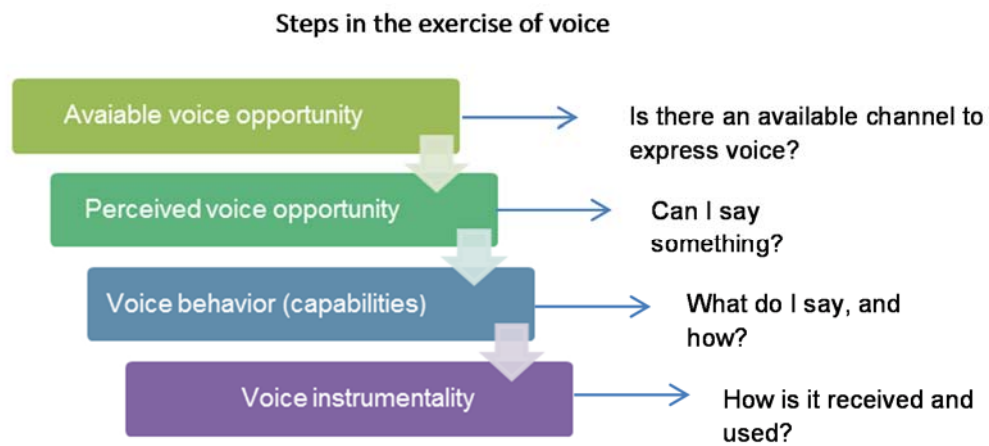 Steps in the exercise of voice
Avaiable voice opportunity
Is there an available channel to
express voice?
Perceived voice opportunity
Can I say
something?
Voice behavior (capabilities)
What do I say, and
how?
Voice instrumentality
How is it received and
used?